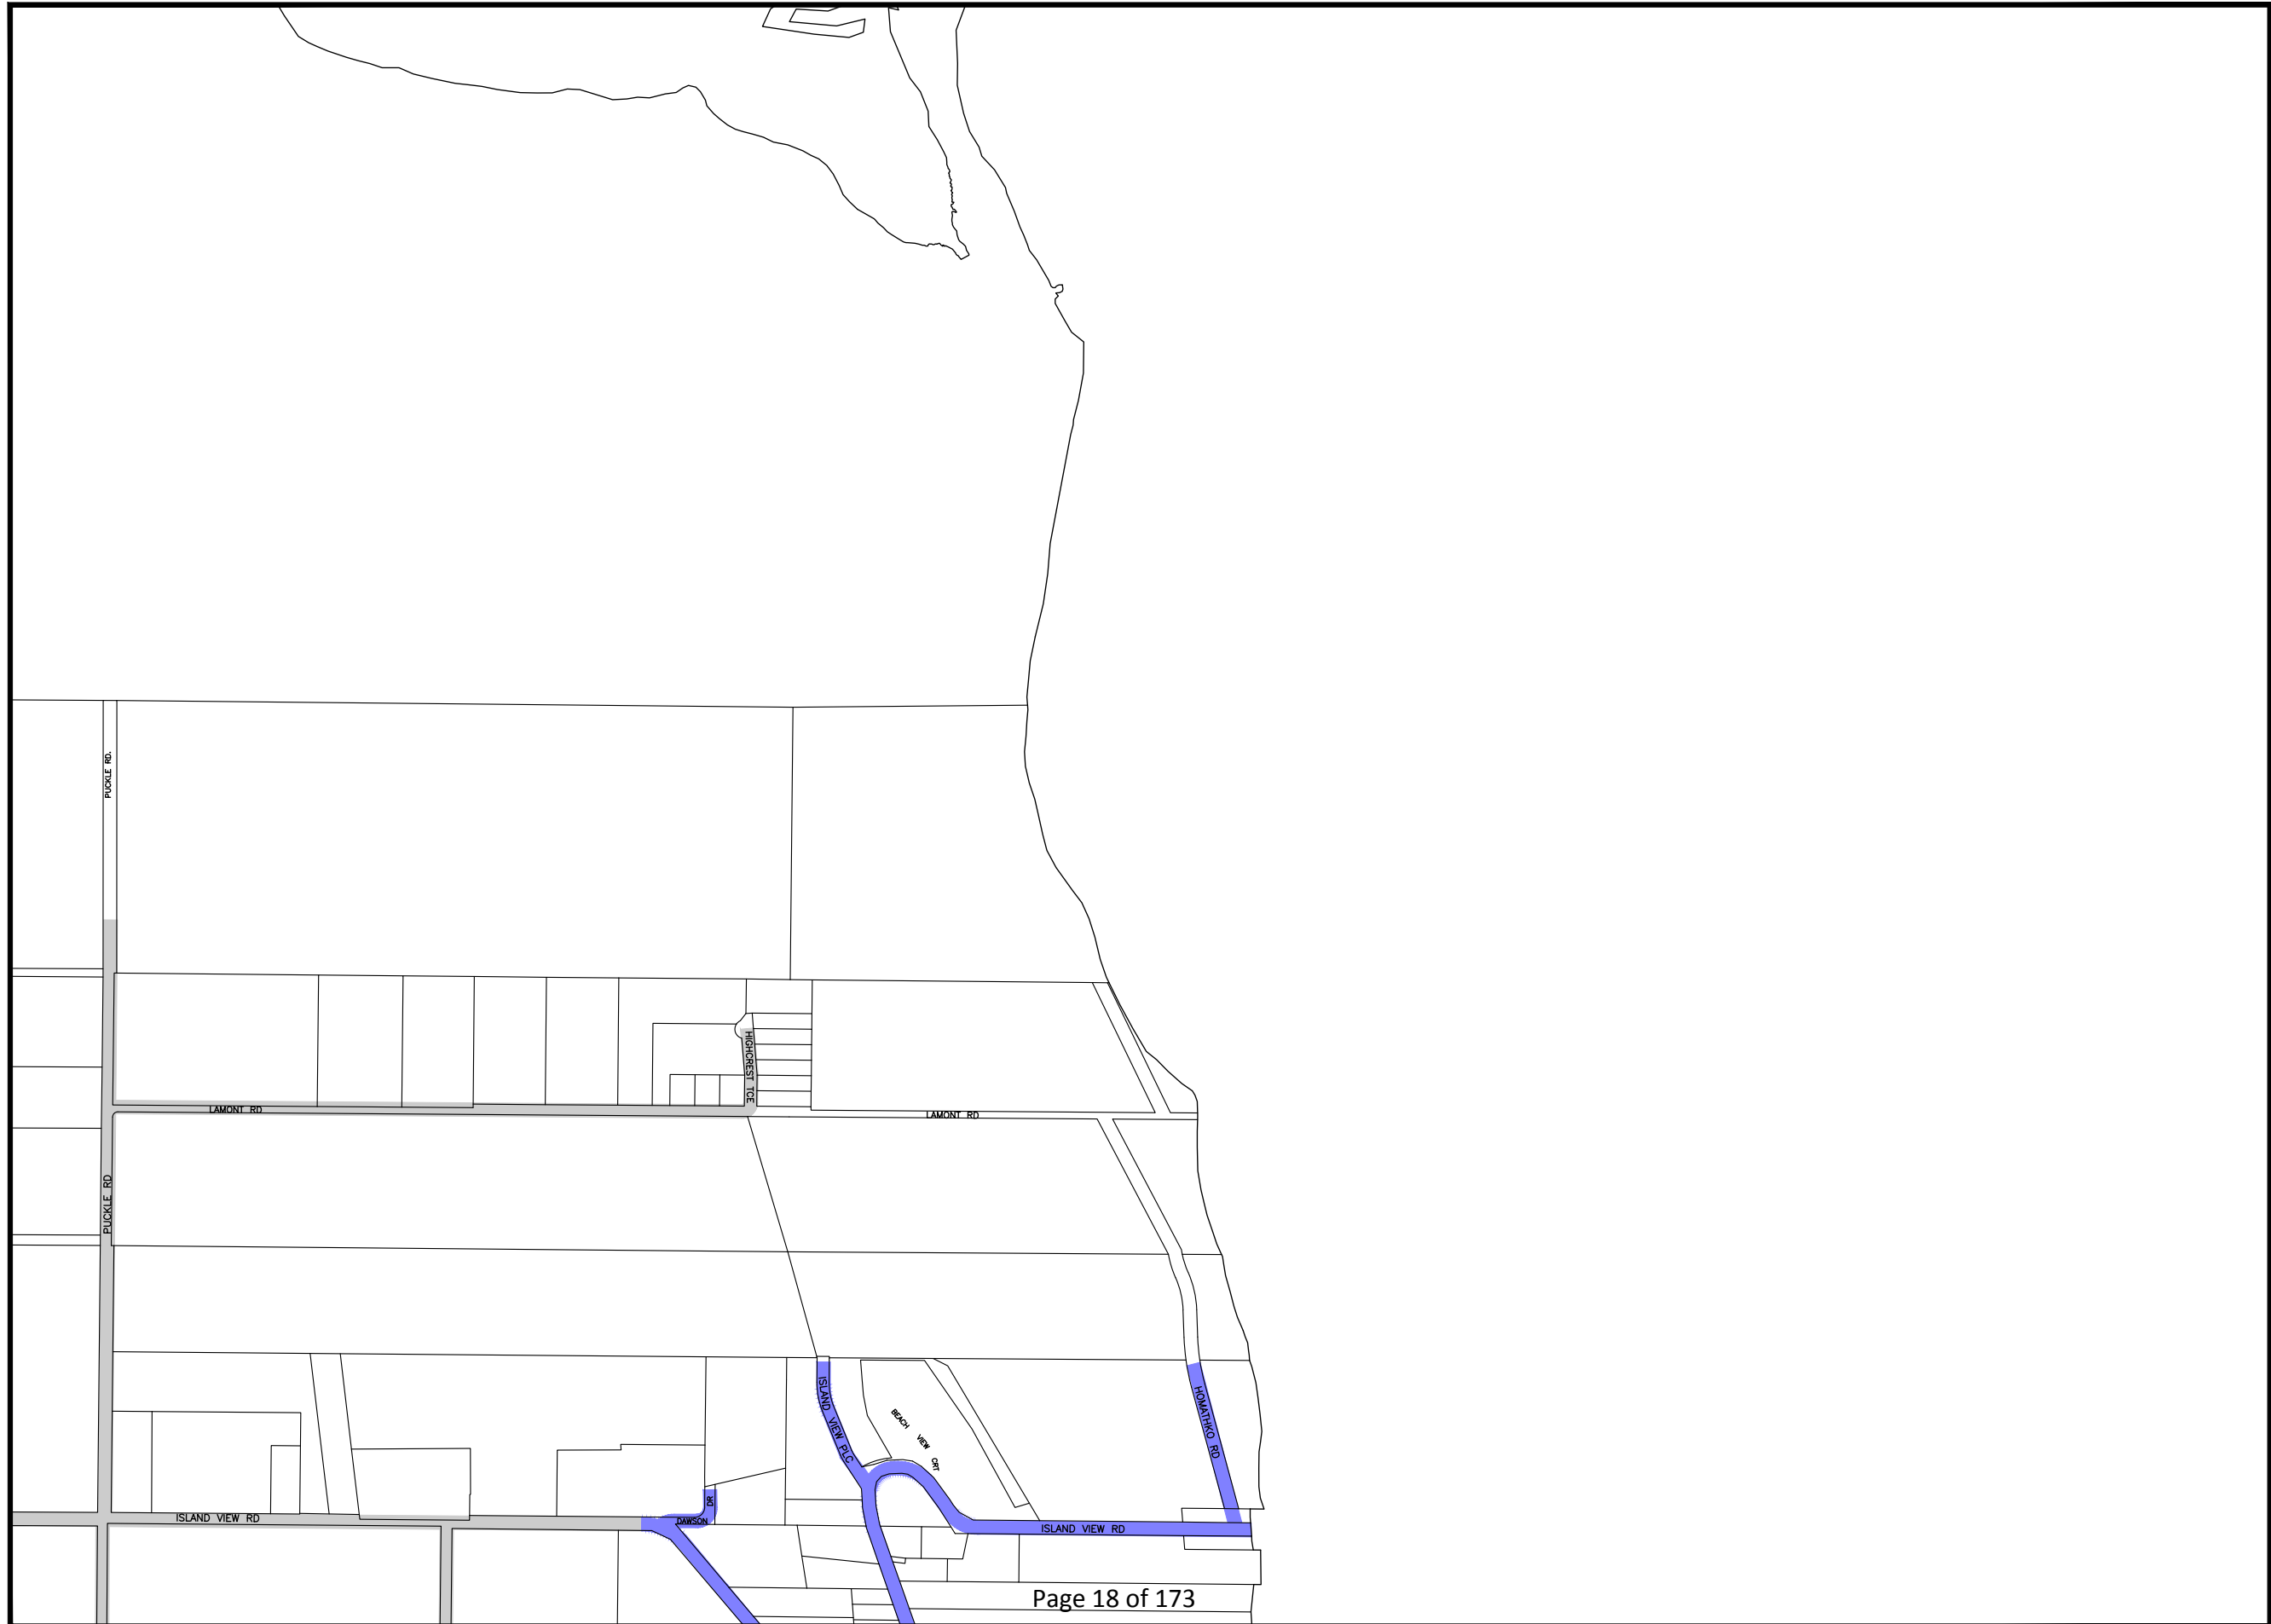 PUCKLE RD.
HIGHCREST TCE
LAMONT RD
LAMONT RD
PUCKLE RD
ISLAND VIEW PLC
BEACH VIEW CRT
HOMATHKO RD
DR
ISLAND VIEW RD
DAWSON
ISLAND VIEW RD
Page 18 of 173